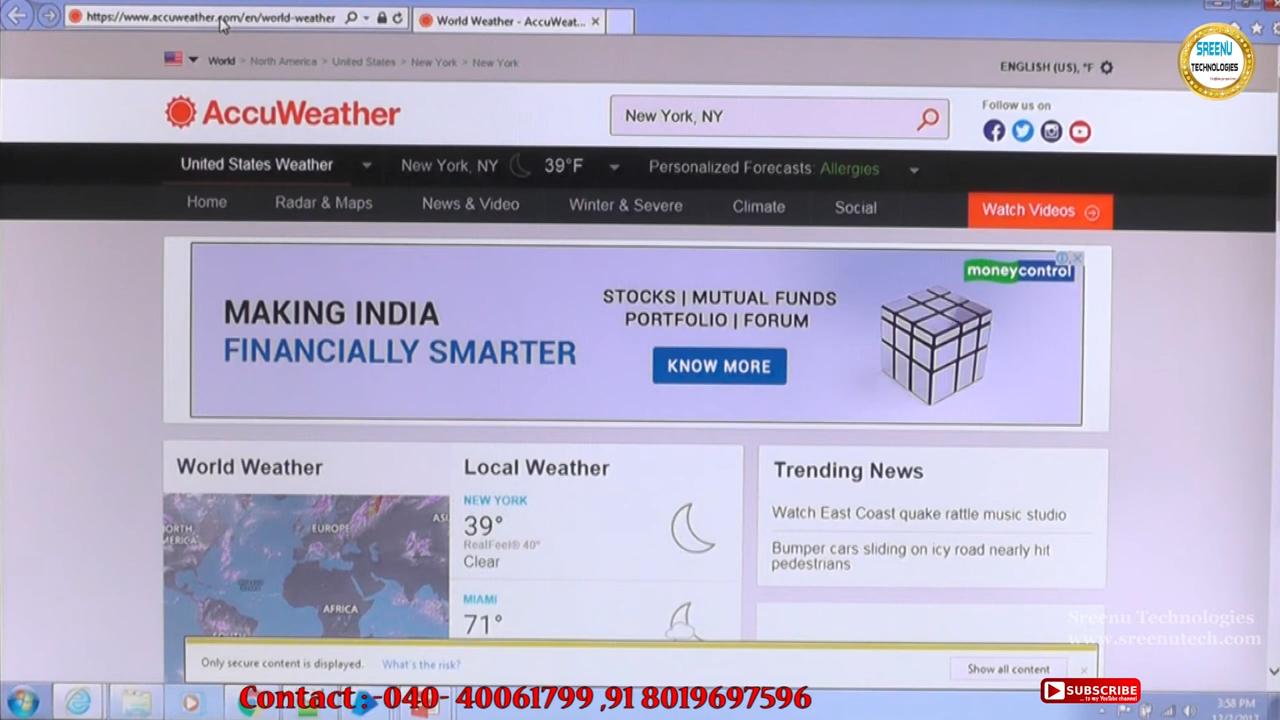 https://www.accuweather.com/en/world-weather
World Weather - AccuWeat...
SREENU
TECHNOLOGIES
World > North America > United States > New York > New York
ENGLISH (US), °F
AccuWeather
New York, NY
Follow us on
United States Weather
New York, NY 39°F
Personalized Forecasts: Allergies
Home
Radar & Maps
News & Video
Winter & Severe
Climate
Social
Watch Videos
moneycontrol
MAKING INDIA
FINANCIALLY SMARTER
STOCKS | MUTUAL FUNDS
PORTFOLIO | FORUM
KNOW MORE
World Weather
NORTH
AMERICA
EUROPE
AFRICA
Local Weather
NEW YORK
39°
RealFeel® 40°
Clear
MIAMI
71°
Trending News
Watch East Coast quake rattle music studio
Bumper cars sliding on icy road nearly hit
pedestrians
Sreenu Technologies
www.sreenutech.com
Only secure content is displayed. What's the risk?
Show all content
Contact :-040- 40061799 ,91 8019697596
SUBSCRIBE
3:58 PM